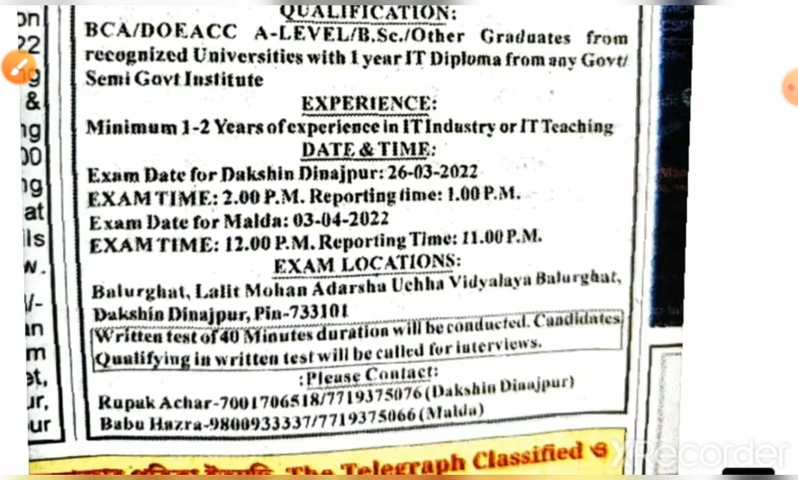 QUALIFICATION:
BCA/DOEACC A-LEVEL/B.Sc./Other Graduates from
recognized Universities with 1 year IT Diploma from any Govt/
Semi Govt Institute
EXPERIENCE:
Minimum 1-2 Years of experience in IT Industry or IT Teaching
DATE & TIME:
Exam Date for Dakshin Dinajpur: 26-03-2022
EXAM TIME: 2.00 P.M. Reporting time: 1.00 P.M.
Exam Date for Malda: 03-04-2022
EXAM TIME: 12.00 P.M. Reporting Time: 11.00 P.M.
EXAM LOCATIONS:
Balurghat, Lalit Mohan Adarsha Uchha Vidyalaya Balurghat,
Dakshin Dinajpur, Pin-733101
Written test of 40 Minutes duration will be conducted. Candidates
Qualifying in written test will be called for interviews.
:Please Contact:
Rupak Achar-7001706518/7719375076 (Dakshin Dinajpur)
Babu Hazra-9800933337/7719375066 (Malda)
The Telegraph Classified ও
XRecorder